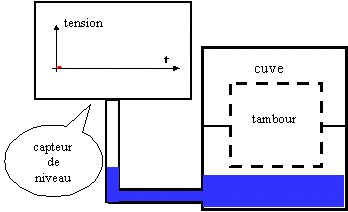 tension
t
cuve
tambour
capteur
de
niveau